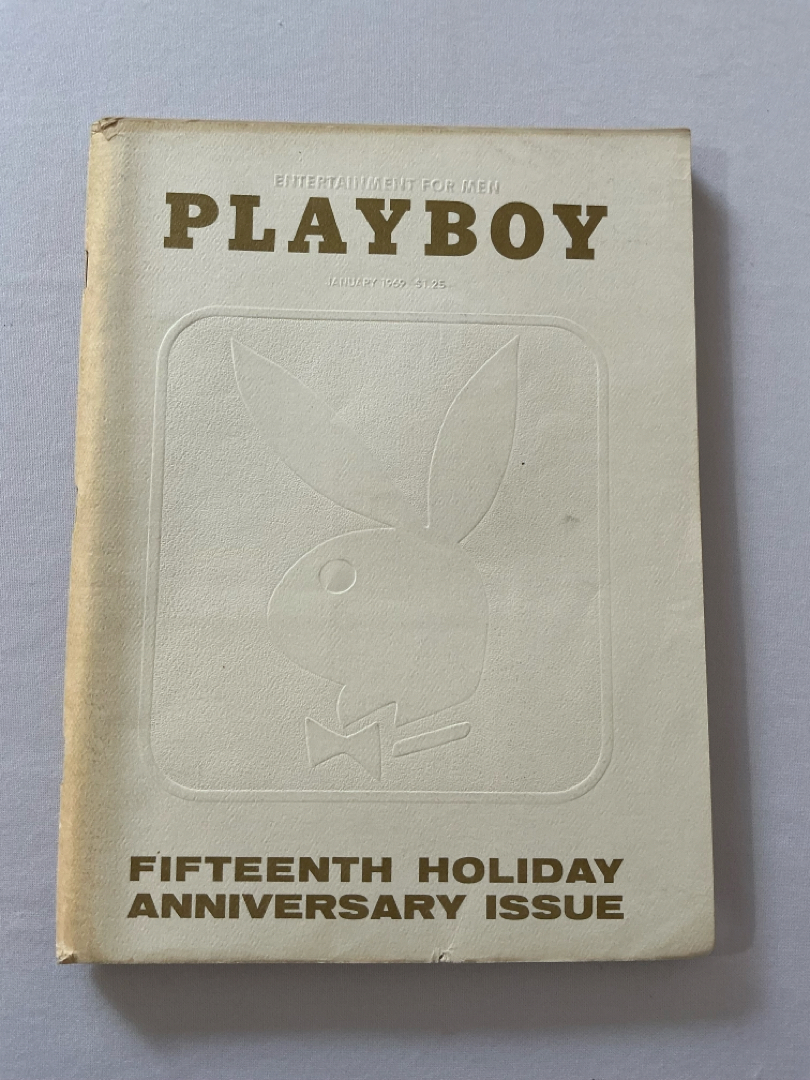 ENTERTAINMENT FOR MEN
PLAYBOY
JANUARY 1969 $1.25
FIFTEENTH HOLIDAY
ANNIVERSARY ISSUE